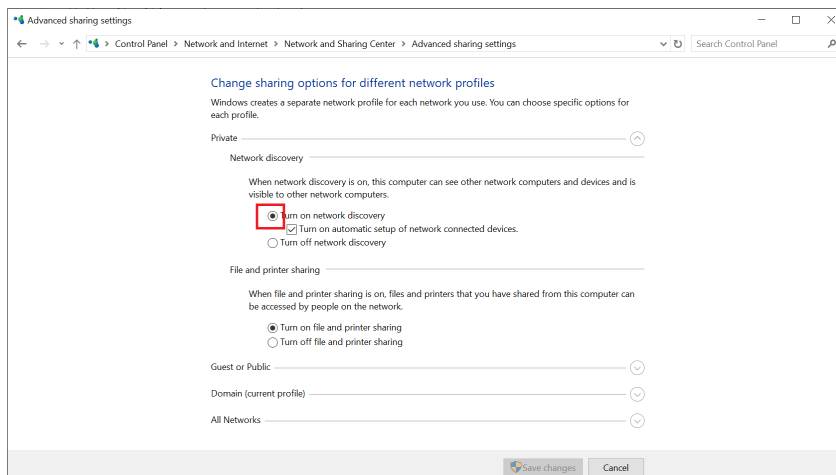 Advanced sharing settings
Control Panel > Network and Internet > Network and Sharing Center > Advanced sharing settings
Search Control Panel
Change sharing options for different network profiles
Windows creates a separate network profile for each network you use. You can choose specific options for
each profile.
Private
Network discovery
When network discovery is on, this computer can see other network computers and devices and is
visible to other network computers.
Turn on network discovery
Turn on automatic setup of network connected devices.
Turn off network discovery
File and printer sharing
When file and printer sharing is on, files and printers that you have shared from this computer can
be accessed by people on the network.
Turn on file and printer sharing
Turn off file and printer sharing
Guest or Public
Domain (current profile)
All Networks
Save changes
Cancel